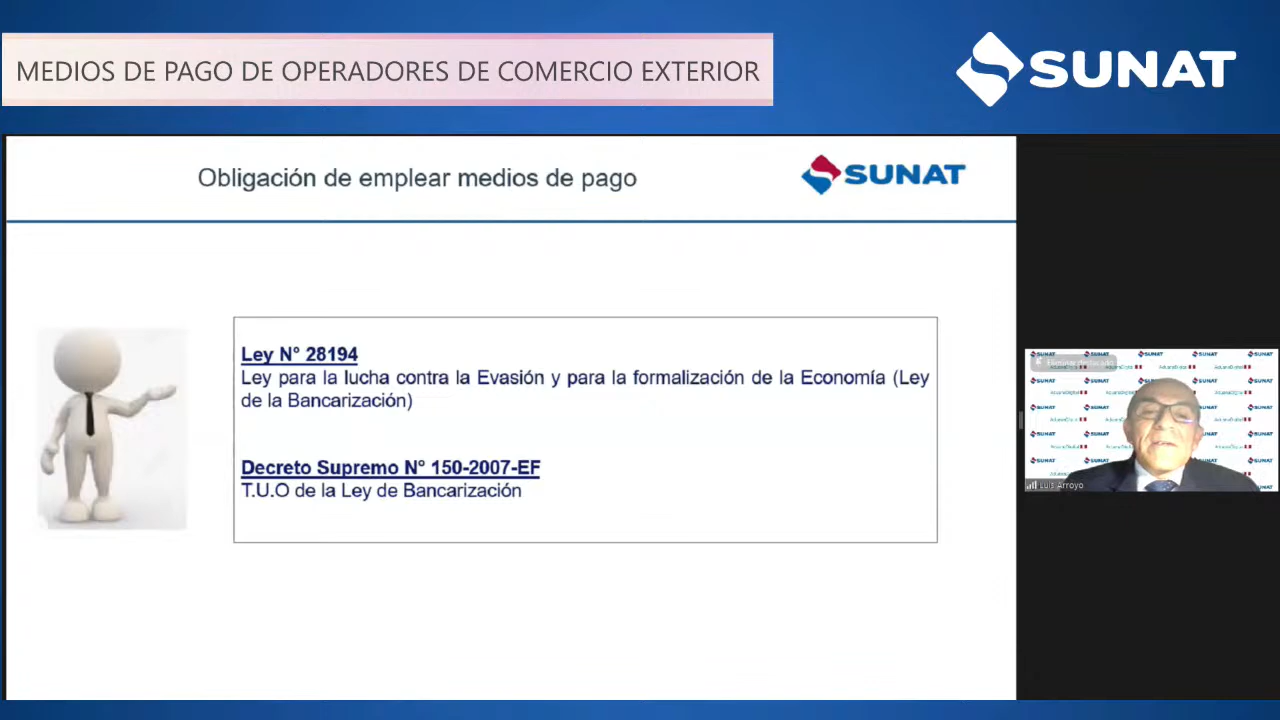 MEDIOS DE PAGO DE OPERADORES DE COMERCIO EXTERIOR
SUNAT
Obligación de emplear medios de pago
SUNAT
Ley N° 28194
Ley para la lucha contra la Evasión y para la formalización de la Economía (Ley
de la Bancarización)
Decreto Supremo N° 150-2007-EF
T.U.O de la Ley de Bancarización
Luis Arroyo